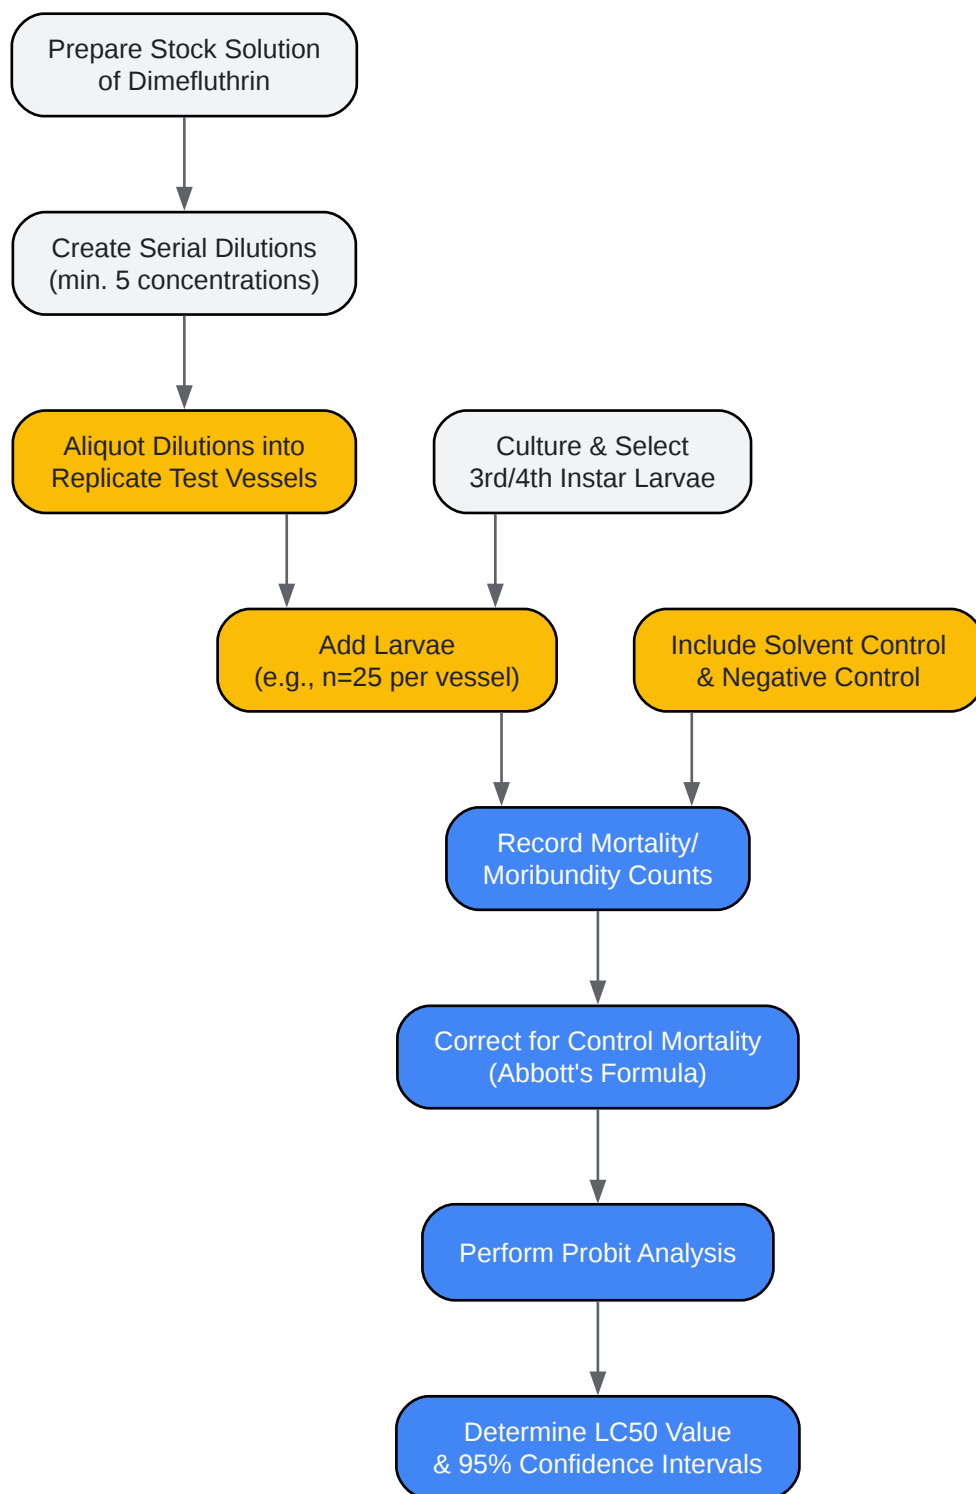 Prepare Stock Solution
of Dimefluthrin
Create Serial Dilutions
(min. 5 concentrations)
Aliquot Dilutions into
Replicate Test Vessels
Culture & Select
3rd/4th Instar Larvae
Add Larvae
(e.g., n=25 per vessel)
Include Solvent Control
& Negative Control
Record Mortality/
Moribundity Counts
Correct for Control Mortality
(Abbott's Formula)
Perform Probit Analysis
Determine LC50 Value
& 95% Confidence Intervals